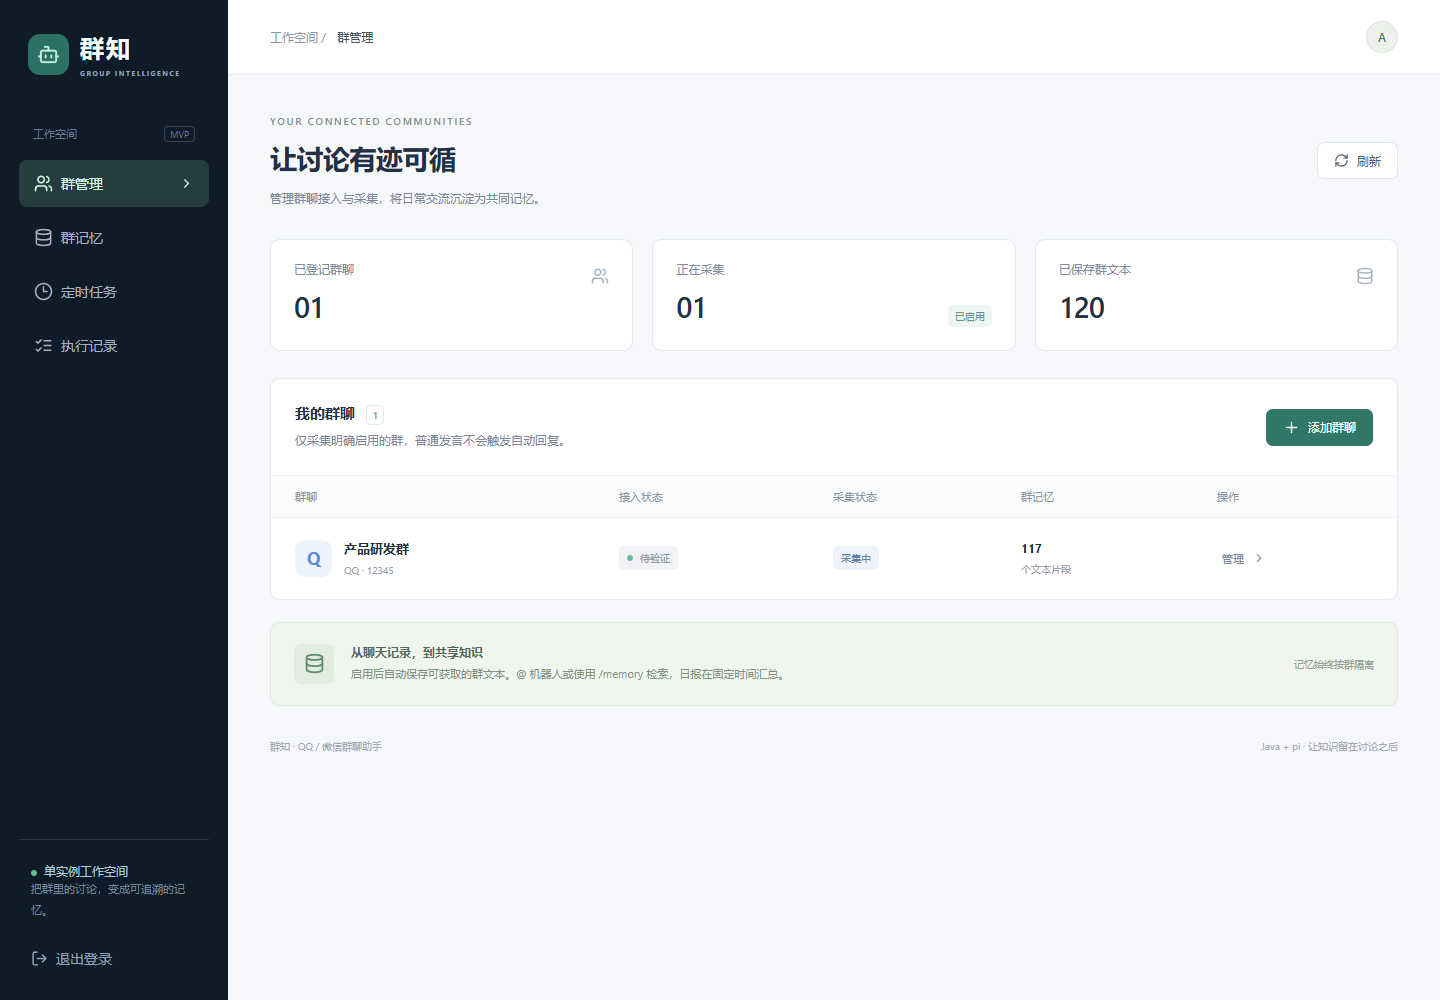 群知
GROUP INTELLIGENCE
工作空间
MVP
群管理
群记忆
定时任务
执行记录
单实例工作空间
把群里的讨论，变成可追溯的记
忆。
退出登录
工作空间 / 群管理
A
YOUR CONNECTED COMMUNITIES
让讨论有迹可循
管理群聊接入与采集，将日常交流沉淀为共同记忆。
刷新
已登记群聊
01
正在采集
01
已启用
已保存群文本
120
我的群聊 1
仅采集明确启用的群，普通发言不会触发自动回复。
添加群聊
群聊 接入状态 采集状态 群记忆 操作
Q
产品研发群
QQ · 12345
待验证
采集中
117
个文本片段
管理
从聊天记录，到共享知识
启用后自动保存可获取的群文本。@ 机器人或使用 /memory 检索，日报在固定时间汇总。
记忆始终按群隔离
群知 · QQ / 微信群聊助手
Java + pi · 让知识留在讨论之后